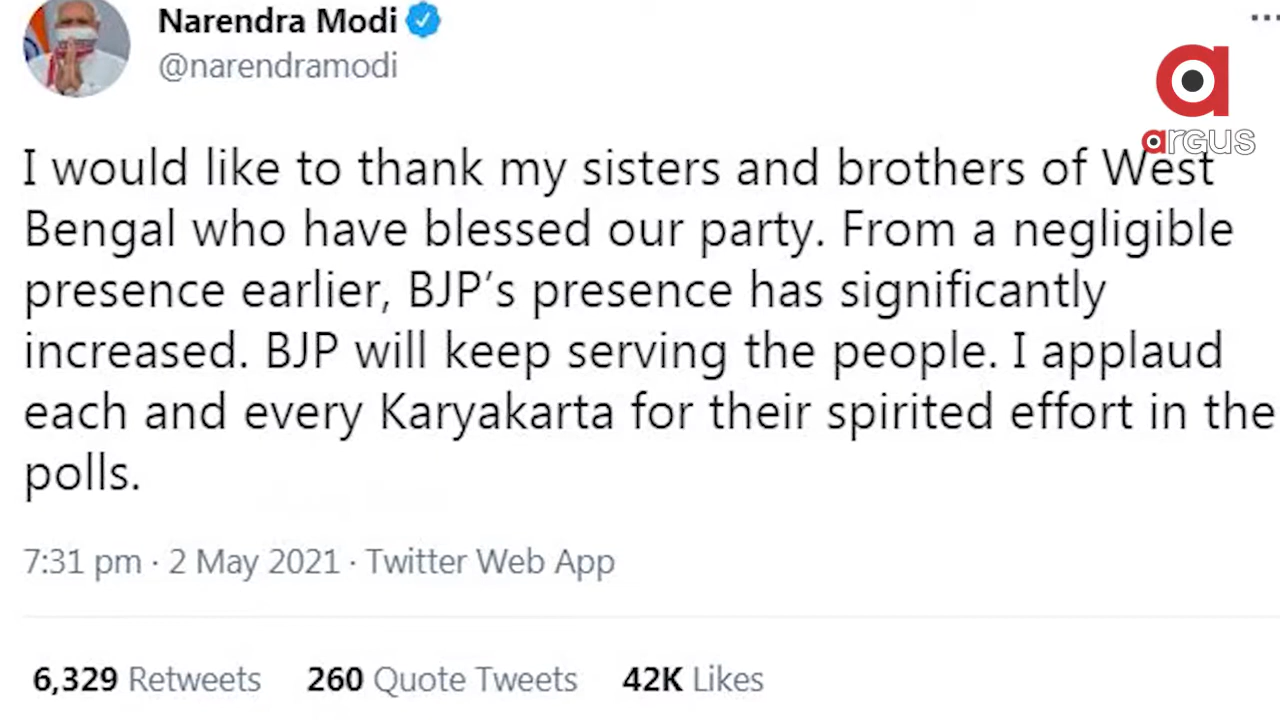 Narendra Modi
@narendramodi
argus
I would like to thank my sisters and brothers of West
Bengal who have blessed our party. From a negligible
presence earlier, BJP’s presence has significantly
increased. BJP will keep serving the people. I applaud
each and every Karyakarta for their spirited effort in the
polls.
7:31 pm · 2 May 2021 · Twitter Web App
6,329 Retweets 260 Quote Tweets 42K Likes